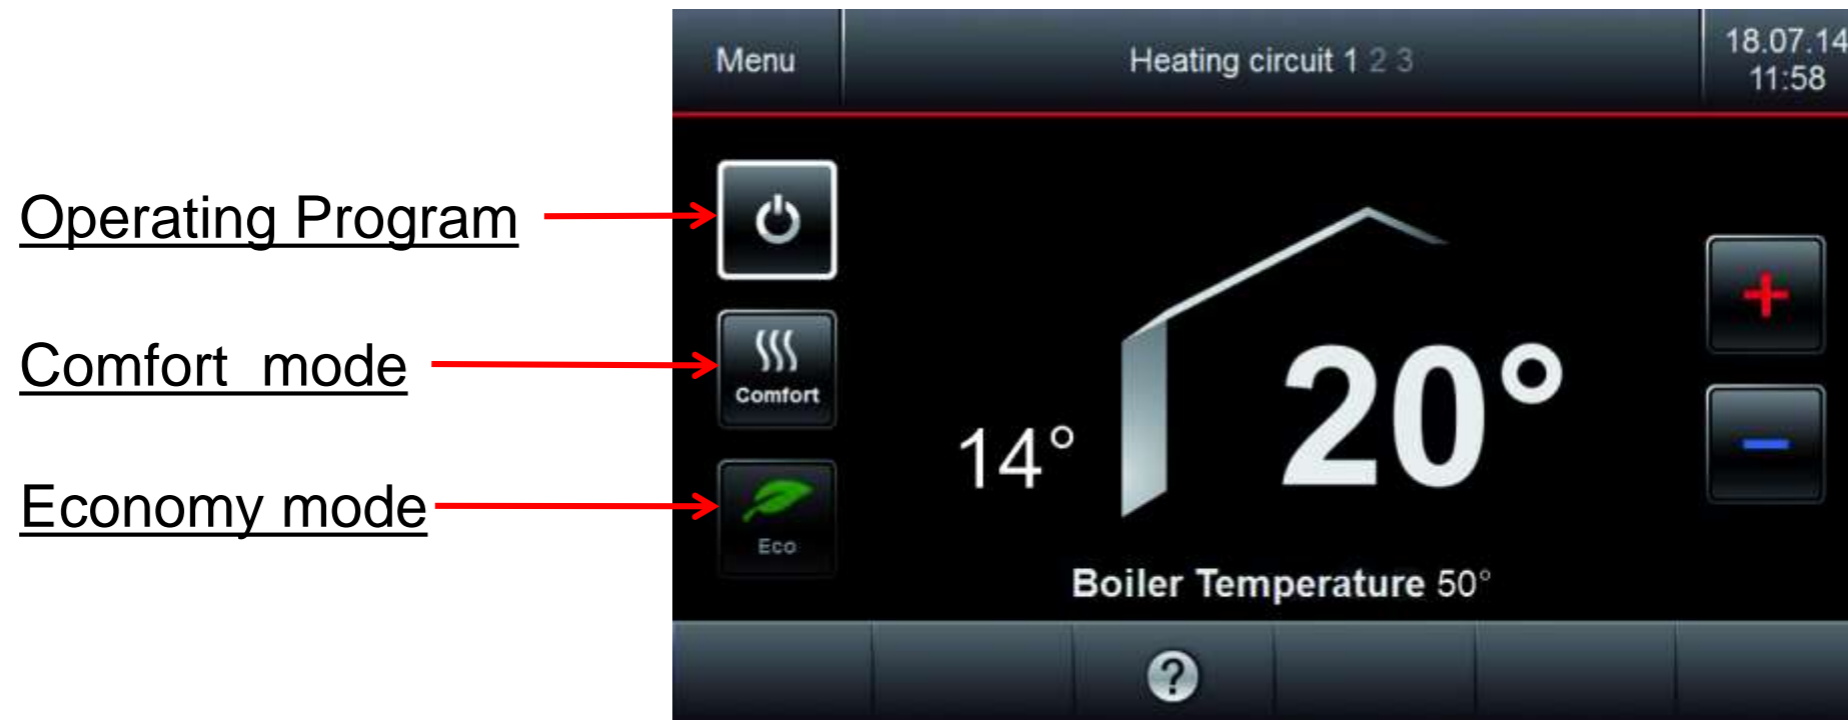 Menu
Heating circuit 1 2 3
18.07.14
11:58
Operating Program
Comfort mode
Comfort
Economy mode
Eco
14°
20°
+
−
Boiler Temperature 50°
?